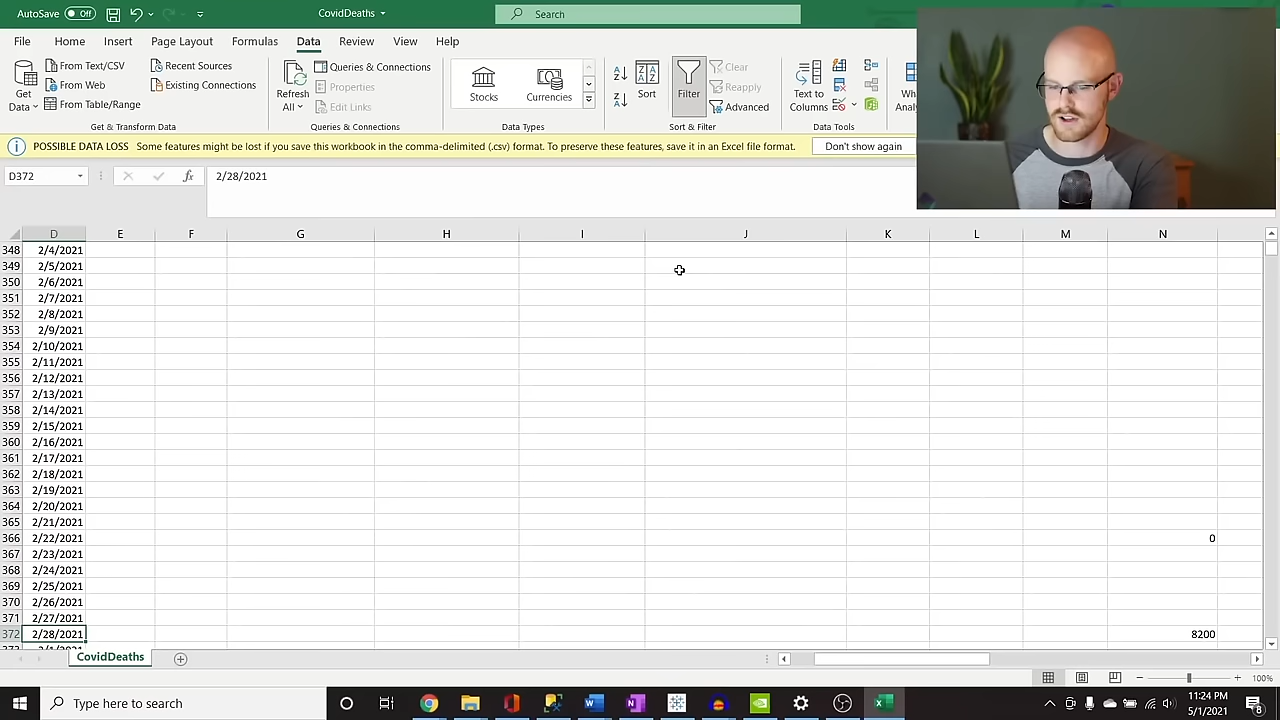 AutoSave Off CovidDeaths Search
File Home Insert Page Layout Formulas Data Review View Help
Get Data
From Text/CSV
From Web
From Table/Range
Recent Sources
Existing Connections
Get & Transform Data
Refresh All
Queries & Connections
Properties
Edit Links
Queries & Connections
Stocks Currencies
Data Types
Sort Filter
Clear
Reapply
Advanced
Sort & Filter
Text to Columns
Data Tools
POSSIBLE DATA LOSS Some features might be lost if you save this workbook in the comma-delimited (.csv) format. To preserve these features, save it in an Excel file format. Don't show again
D372 fx 2/28/2021
D E F G H I J K L M N
348 2/4/2021
349 2/5/2021
350 2/6/2021
351 2/7/2021
352 2/8/2021
353 2/9/2021
354 2/10/2021
355 2/11/2021
356 2/12/2021
357 2/13/2021
358 2/14/2021
359 2/15/2021
360 2/16/2021
361 2/17/2021
362 2/18/2021
363 2/19/2021
364 2/20/2021
365 2/21/2021
366 2/22/2021 0
367 2/23/2021
368 2/24/2021
369 2/25/2021
370 2/26/2021
371 2/27/2021
372 2/28/2021 8200
CovidDeaths
100%
Type here to search
11:24 PM
5/1/2021